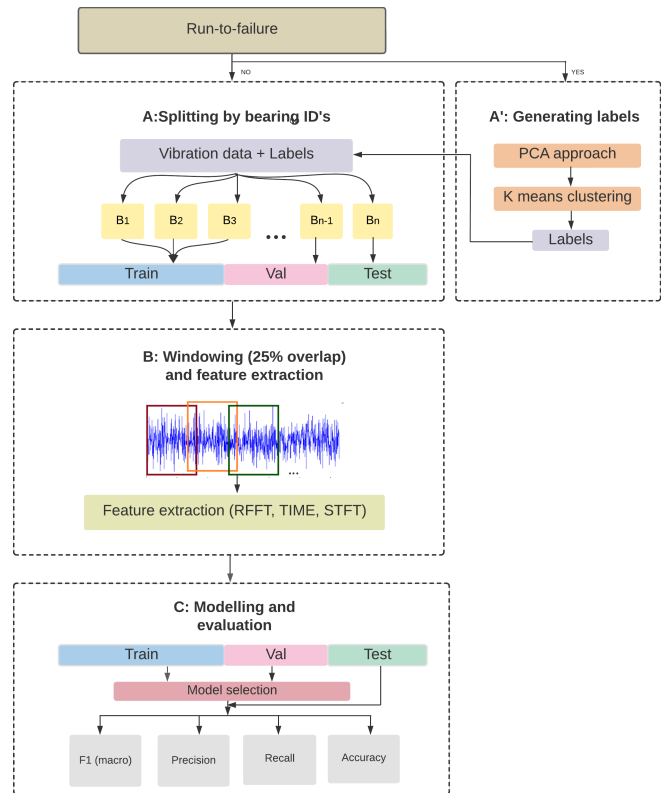 Run-to-failure
NO
YES
A:Splitting by bearing ID's
Vibration data + Labels
B1
B2
B3
...
Bn-1
Bn
Train
Val
Test
A': Generating labels
PCA approach
K means clustering
Labels
B: Windowing (25% overlap)
and feature extraction
...
Feature extraction (RFFT, TIME, STFT)
C: Modelling and
evaluation
Train
Val
Test
Model selection
F1 (macro)
Precision
Recall
Accuracy